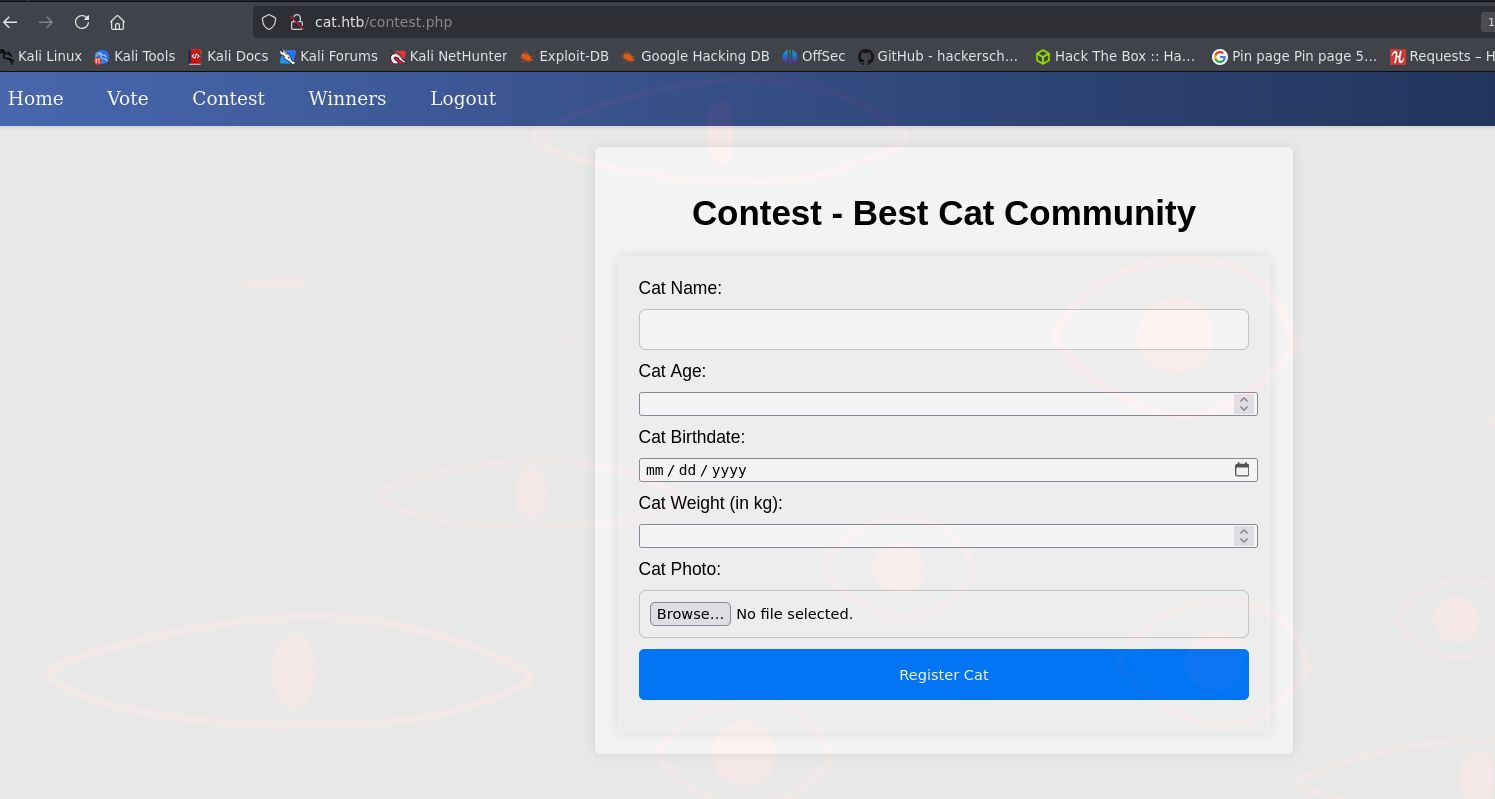 cat.htb/contest.php
Kali Linux Kali Tools Kali Docs Kali Forums Kali NetHunter Exploit-DB Google Hacking DB OffSec GitHub - hackersch… Hack The Box :: Ha… Pin page Pin page 5… Requests – H
Home Vote Contest Winners Logout
Contest - Best Cat Community
Cat Name:
Cat Age:
Cat Birthdate:
mm / dd / yyyy
Cat Weight (in kg):
Cat Photo:
Browse… No file selected.
Register Cat